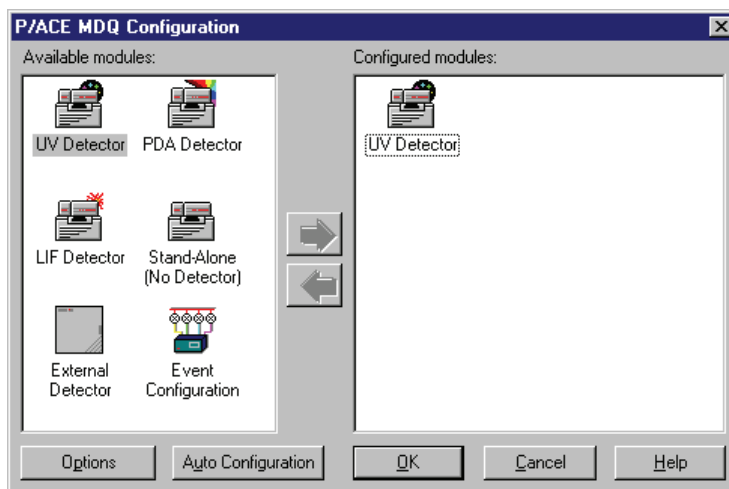 P/ACE MDQ Configuration
Available modules:
Configured modules:
UV Detector
PDA Detector
UV Detector
LIF Detector
Stand-Alone
(No Detector)
External
Detector
Event
Configuration
Options
Auto Configuration
OK
Cancel
Help